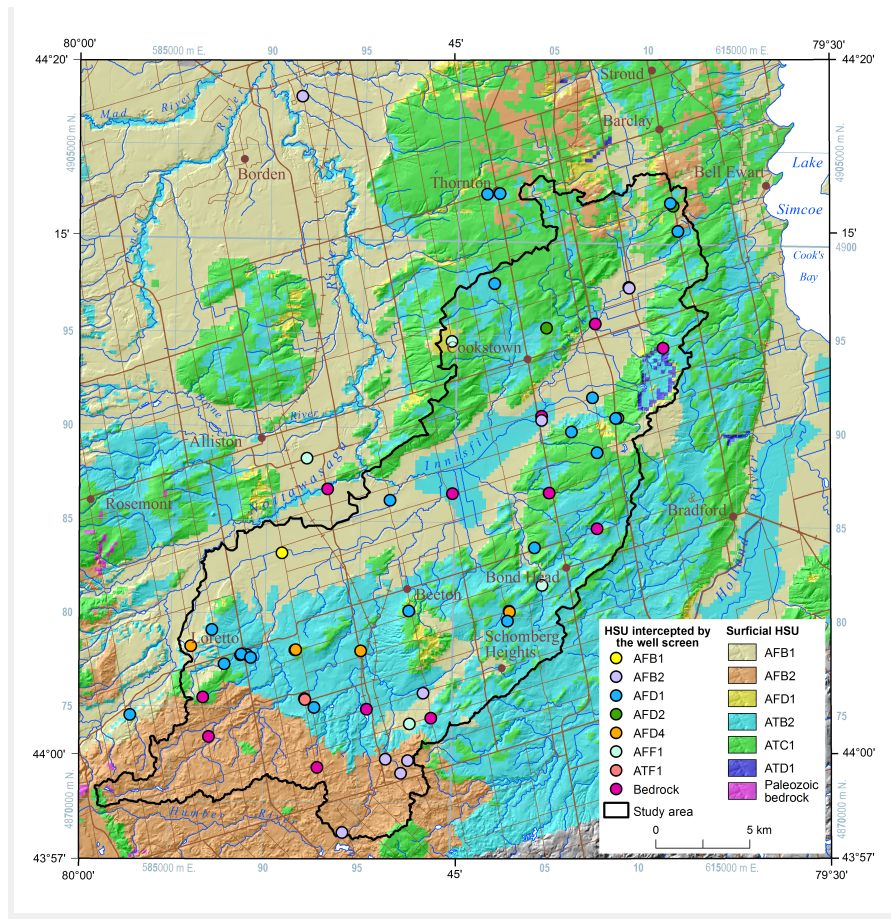 80°00'
585000 m E.
90
95
45'
05
10
615000 m E.
79°30'
44°20'
44°20'
Stroud
Mad
River
River
Barclay
4905000 m N.
4905000 m N.
Borden
Bell Ewart
Lake
Thornton
Simcoe
15'
15'
4900
River
Cook's
Bay
95
95
Cookstown
Boyne
River
90
90
Alliston
Innisfil
Nottawasaga
Rosemont
River
Bradford
85
85
Holland
Bond Head
Beeton
80
80
Loretto
Schomberg
Heights
HSU intercepted by
the well screen
AFB1
AFB2
AFD1
AFD2
AFD4
AFF1
ATF1
Bedrock
Study area
0
5 km
Surficial HSU
AFB1
AFB2
AFD1
ATB2
ATC1
ATD1
Paleozoic
bedrock
75
75
44°00'
44°00'
4870000 m N.
4870000 m N.
Humber River
43°57'
43°57'
80°00'
585000 m E.
90
95
45'
05
10
615000 m E.
79°30'